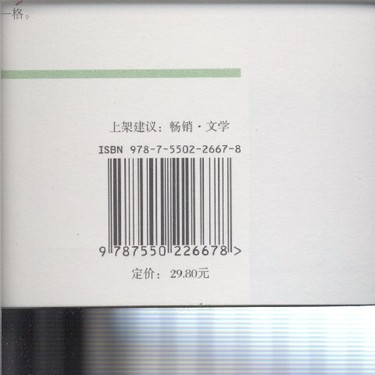 一格。
上架建议：畅销·文学
ISBN 978-7-5502-2667-8
9 787550 226678 >
定价：29.80元